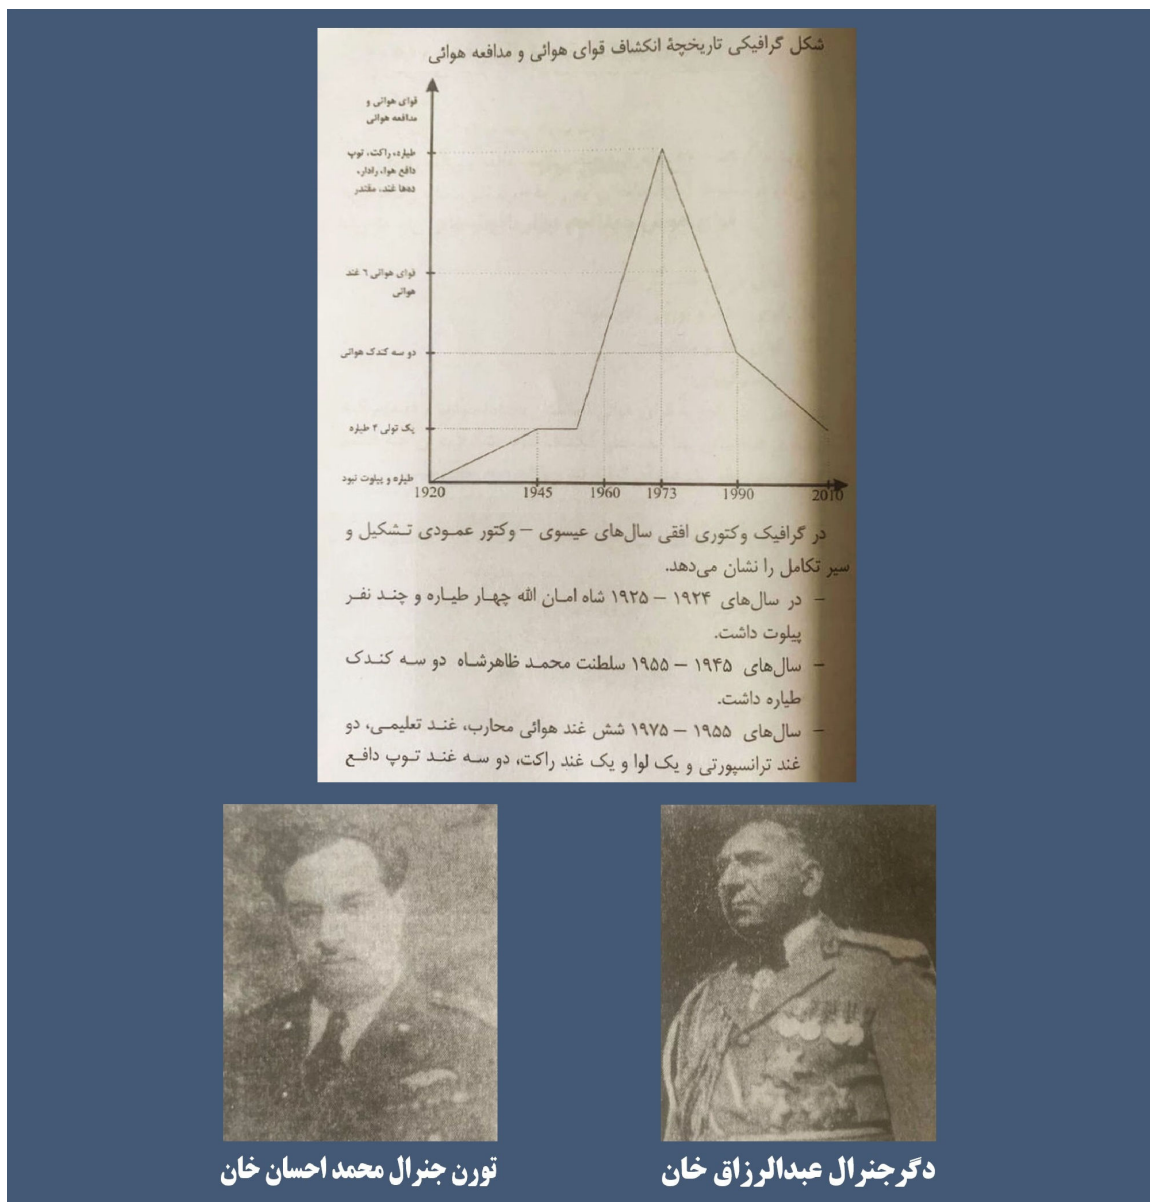 شکل گرافیکی تاریخچهٔ انکشاف قوای هوائی و مدافعه هوائی
قوای هوائی و
مدافعه هوائی
طیاره، راکت، توپ
دافع هوا، رادار،
ده‌ها غند، مقتدر
قوای هوائی ٦ غند
هوائی
دو سه کندک هوائی
یک تولی ۴ طیاره
طیاره و پیلوت نبود
1920 1945 1960 1973 1990 2010
در گرافیک وکتوری افقی سال‌های عیسوی – وکتور عمودی تشکیل و
سیر تکامل را نشان می‌دهد.
– در سال‌های ۱۹۲۴ – ۱۹۲۵ شاه امان الله چهار طیاره و چند نفر
پیلوت داشت.
– سال‌های ۱۹۴۵ – ۱۹۵۵ سلطنت محمد ظاهرشاه دو سه کندک
طیاره داشت.
– سال‌های ۱۹۵۵ – ۱۹۷۵ شش غند هوائی محارب، غند تعلیمی، دو
غند ترانسپورتی و یک لوا و یک غند راکت، دو سه غند توپ دافع
دگرجنرال عبدالرزاق خان
تورن جنرال محمد احسان خان